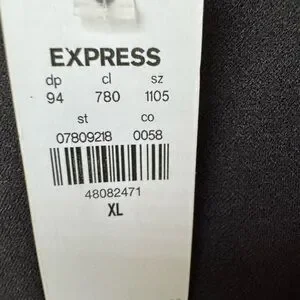 EXPRESS
dp cl sz
94 780 1105
st co
07809218 0058
48082471
XL